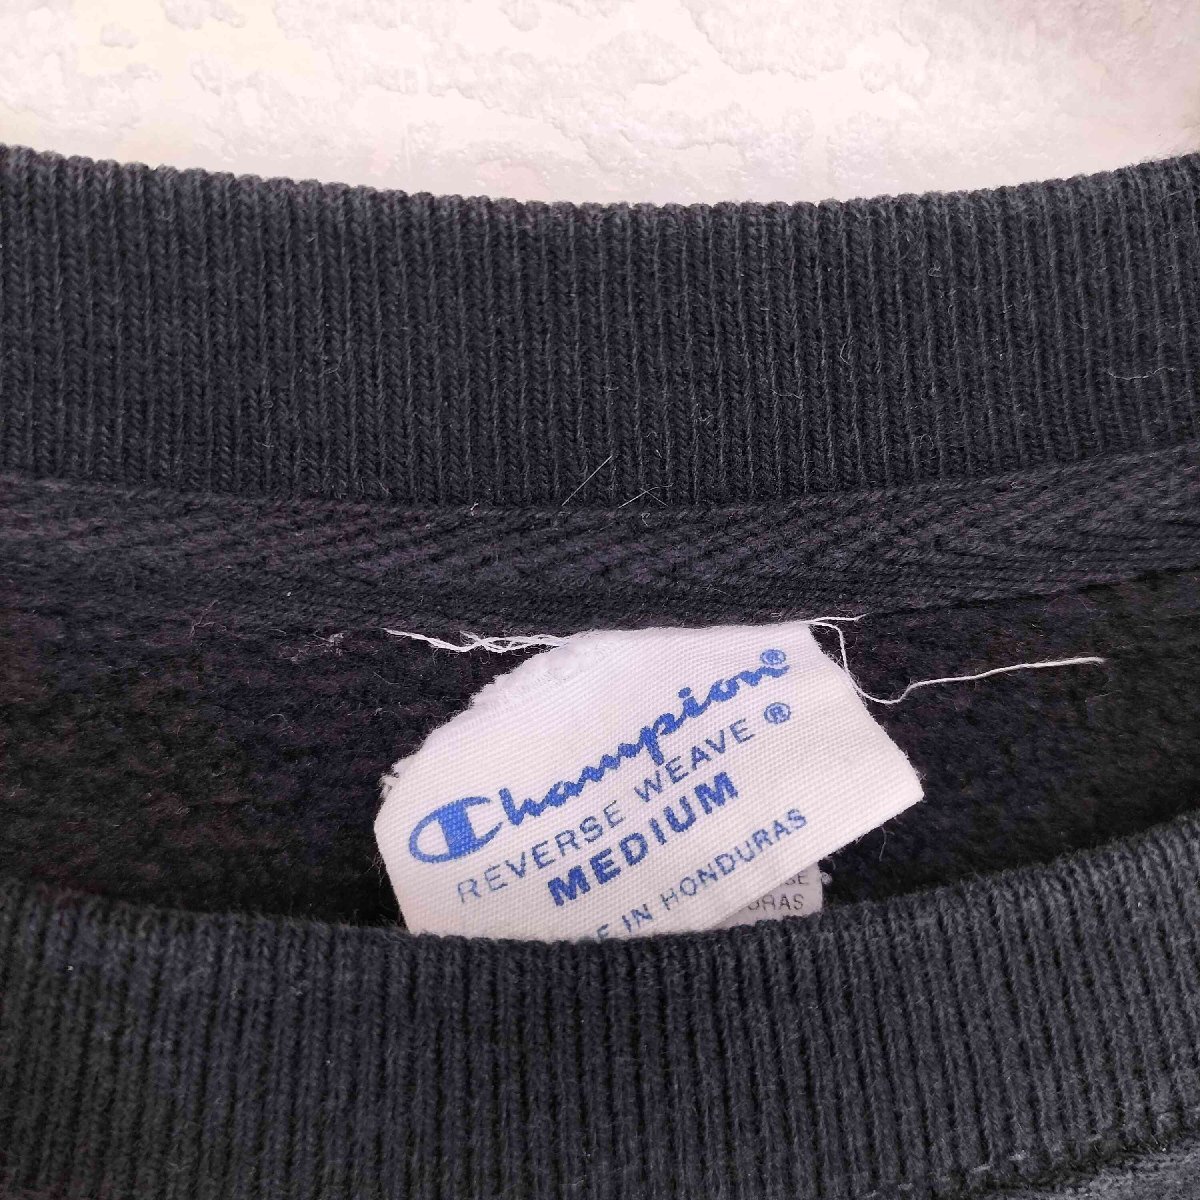 Champion®
REVERSE WEAVE®
MEDIUM
IN HONDURAS